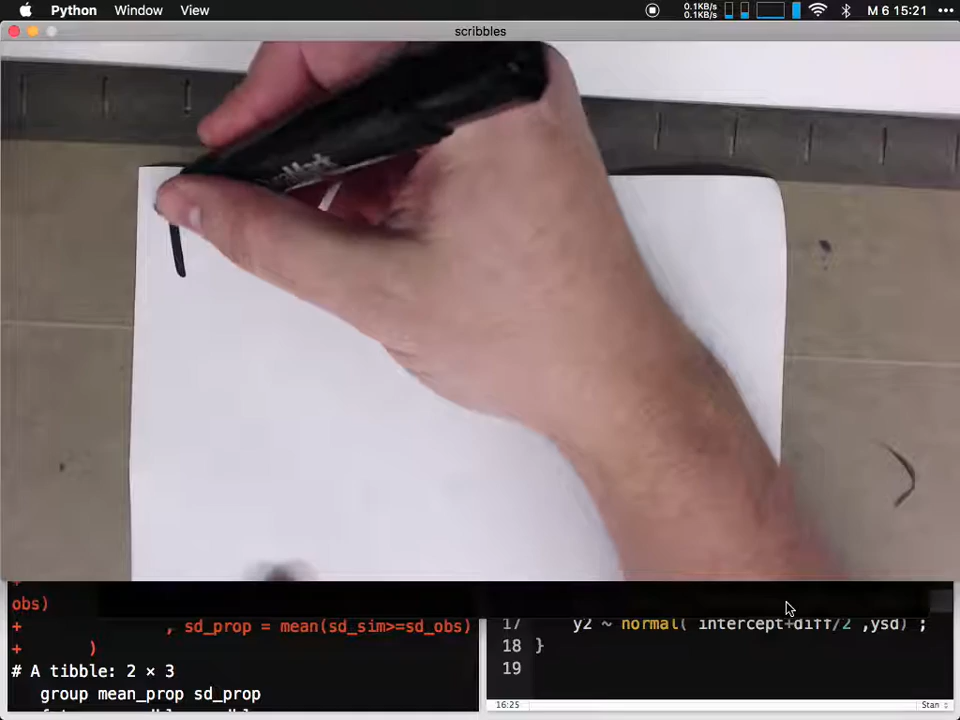 Python Window View 0.1KB/s 0.1KB/s M 6 15:21
scribbles
obs)
+ , sd_prop = mean(sd_sim>=sd_obs)
+ )
# A tibble: 2 × 3
group mean_prop sd_prop
17 y2 ~ normal( intercept+diff/2 ,ysd) ;
18 }
19
16:25 Stan